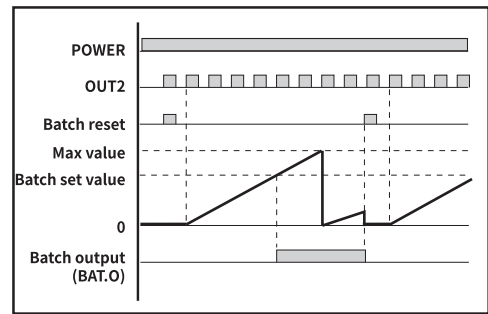 POWER
OUT2
Batch reset
Max value
Batch set value
0
Batch output
(BAT.O)